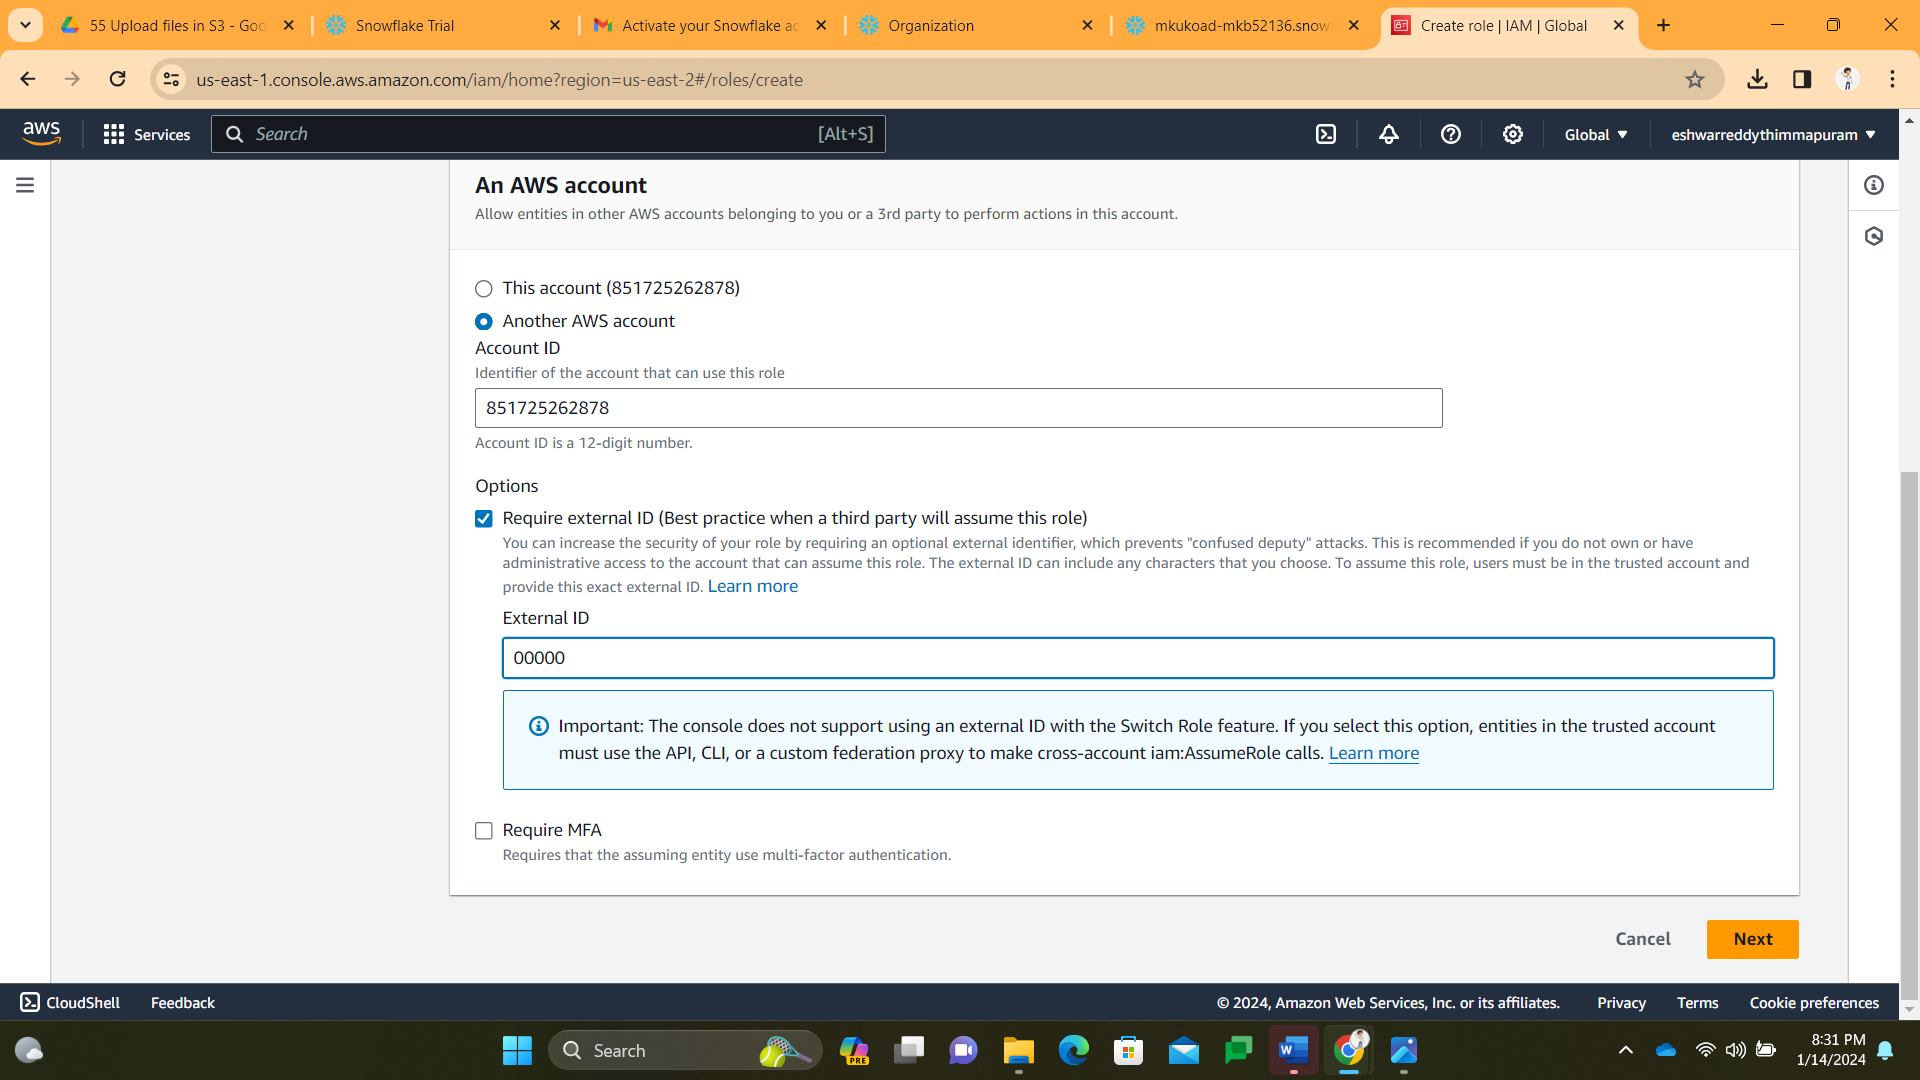 55 Upload files in S3 - Goo
Snowflake Trial
Activate your Snowflake ac
Organization
mkukoad-mkb52136.snow
Create role | IAM | Global
us-east-1.console.aws.amazon.com/iam/home?region=us-east-2#/roles/create
aws
Services
Search
[Alt+S]
Global
eshwarreddythimmapuram
An AWS account
Allow entities in other AWS accounts belonging to you or a 3rd party to perform actions in this account.
This account (851725262878)
Another AWS account
Account ID
Identifier of the account that can use this role
851725262878
Account ID is a 12-digit number.
Options
Require external ID (Best practice when a third party will assume this role)
You can increase the security of your role by requiring an optional external identifier, which prevents "confused deputy" attacks. This is recommended if you do not own or have
administrative access to the account that can assume this role. The external ID can include any characters that you choose. To assume this role, users must be in the trusted account and
provide this exact external ID. Learn more
External ID
00000
Important: The console does not support using an external ID with the Switch Role feature. If you select this option, entities in the trusted account
must use the API, CLI, or a custom federation proxy to make cross-account iam:AssumeRole calls. Learn more
Require MFA
Requires that the assuming entity use multi-factor authentication.
Cancel
Next
CloudShell
Feedback
© 2024, Amazon Web Services, Inc. or its affiliates.
Privacy
Terms
Cookie preferences
Search
PRE
W
8:31 PM
1/14/2024